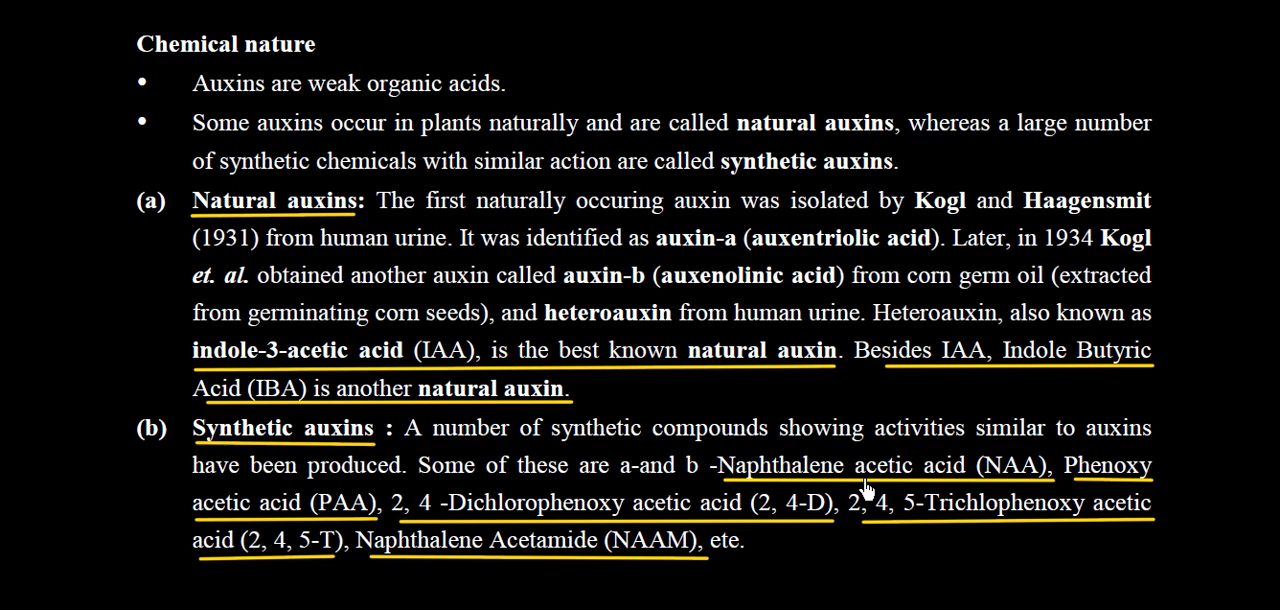 Chemical nature
• Auxins are weak organic acids.
• Some auxins occur in plants naturally and are called natural auxins, whereas a large number
of synthetic chemicals with similar action are called synthetic auxins.
(a) Natural auxins: The first naturally occuring auxin was isolated by Kogl and Haagensmit
(1931) from human urine. It was identified as auxin-a (auxentriolic acid). Later, in 1934 Kogl
et. al. obtained another auxin called auxin-b (auxenolinic acid) from corn germ oil (extracted
from germinating corn seeds), and heteroauxin from human urine. Heteroauxin, also known as
indole-3-acetic acid (IAA), is the best known natural auxin. Besides IAA, Indole Butyric
Acid (IBA) is another natural auxin.
(b) Synthetic auxins : A number of synthetic compounds showing activities similar to auxins
have been produced. Some of these are a-and b -Naphthalene acetic acid (NAA), Phenoxy
acetic acid (PAA), 2, 4 -Dichlorophenoxy acetic acid (2, 4-D), 2, 4, 5-Trichlophenoxy acetic
acid (2, 4, 5-T), Naphthalene Acetamide (NAAM), ete.